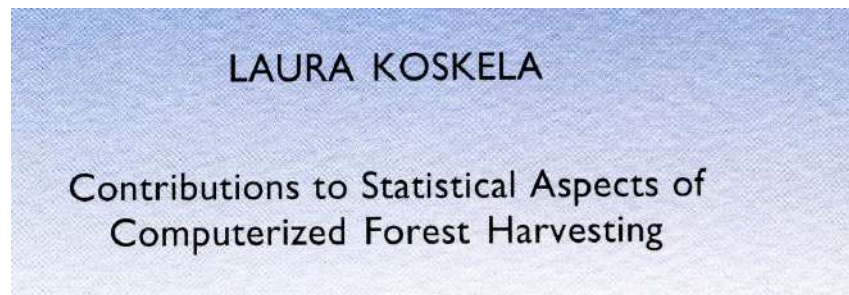 LAURA KOSKELA
Contributions to Statistical Aspects of
Computerized Forest Harvesting